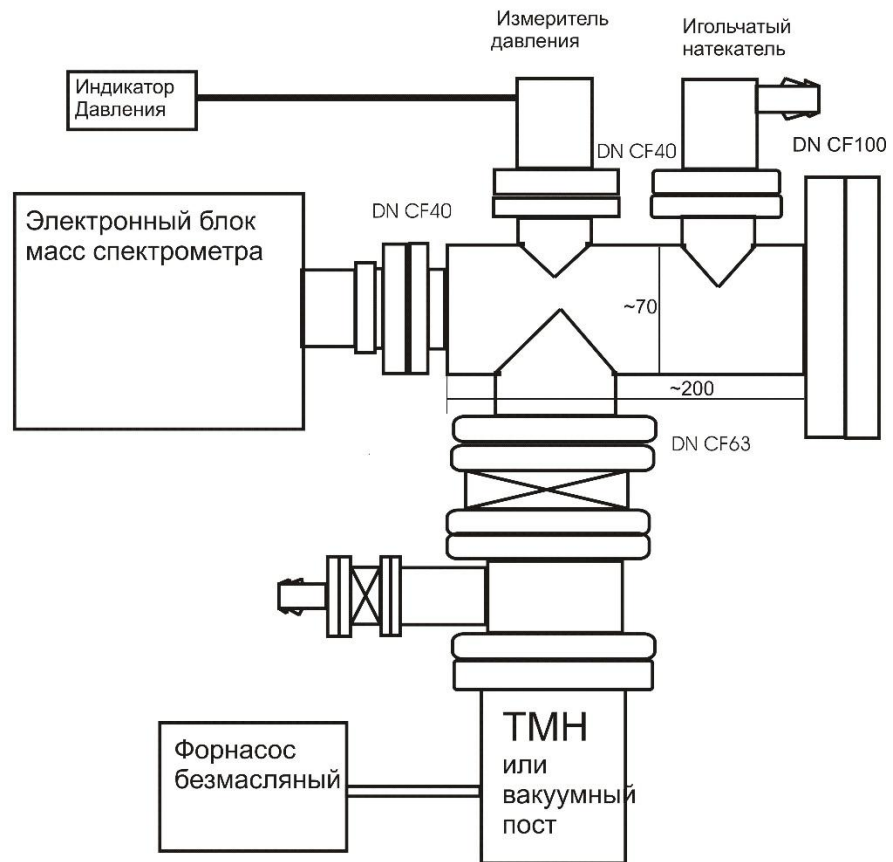 Измеритель
давления
Игольчатый
натекатель
Индикатор
Давления
DN CF40
DN CF100
DN CF40
Электронный блок
масс спектрометра
~70
~200
DN CF63
ТМН
или
вакуумный
пост
Форнасос
безмасляный